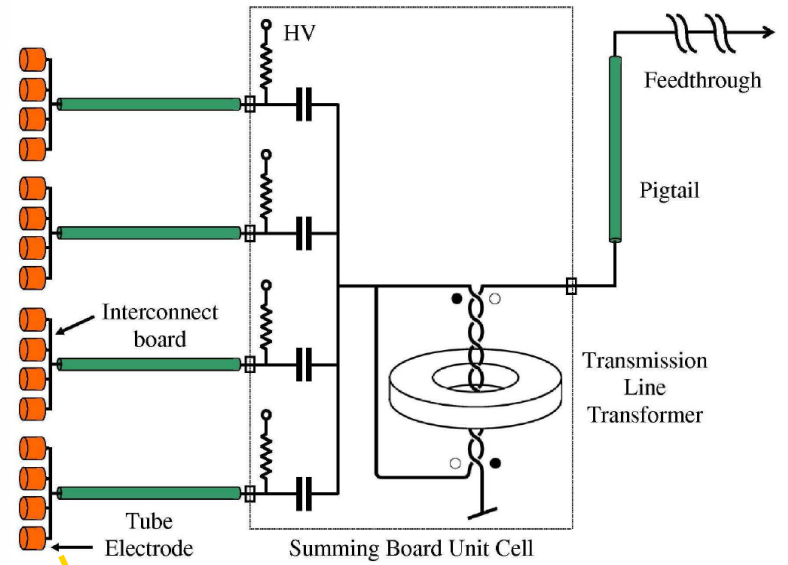 HV
Feedthrough
Pigtail
Interconnect
board
Transmission
Line
Transformer
Tube
Electrode
Summing Board Unit Cell